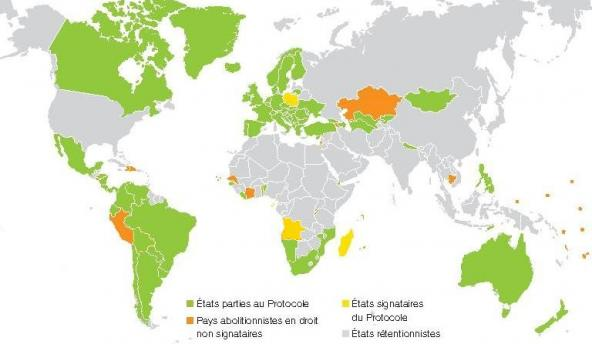 États parties au Protocole
Pays abolitionnistes en droit
non signataires
États signataires
du Protocole
États rétentionnistes